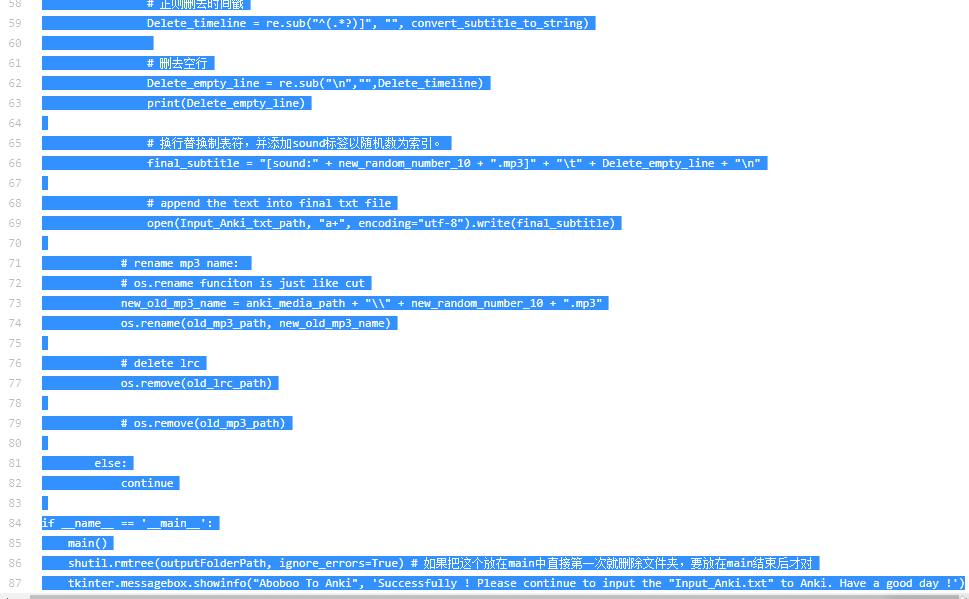 58 # 正则删去时间戳
59 Delete_timeline = re.sub("^(.*?)]", "", convert_subtitle_to_string)
60
61 # 删去空行
62 Delete_empty_line = re.sub("\n","",Delete_timeline)
63 print(Delete_empty_line)
64
65 # 换行替换制表符，并添加sound标签以随机数为索引。
66 final_subtitle = "[sound:" + new_random_number_10 + ".mp3]" + "\t" + Delete_empty_line + "\n"
67
68 # append the text into final txt file
69 open(Input_Anki_txt_path, "a+", encoding="utf-8").write(final_subtitle)
70
71 # rename mp3 name:
72 # os.rename funciton is just like cut
73 new_old_mp3_name = anki_media_path + "\\" + new_random_number_10 + ".mp3"
74 os.rename(old_mp3_path, new_old_mp3_name)
75
76 # delete lrc
77 os.remove(old_lrc_path)
78
79 # os.remove(old_mp3_path)
80
81 else:
82 continue
83
84 if __name__ == '__main__':
85 main()
86 shutil.rmtree(outputFolderPath, ignore_errors=True) # 如果把这个放在main中直接第一次就删除文件夹，要放在main结束后才对
87 tkinter.messagebox.showinfo("Aboboo To Anki", 'Successfully ! Please continue to input the "Input_Anki.txt" to Anki. Have a good day !')